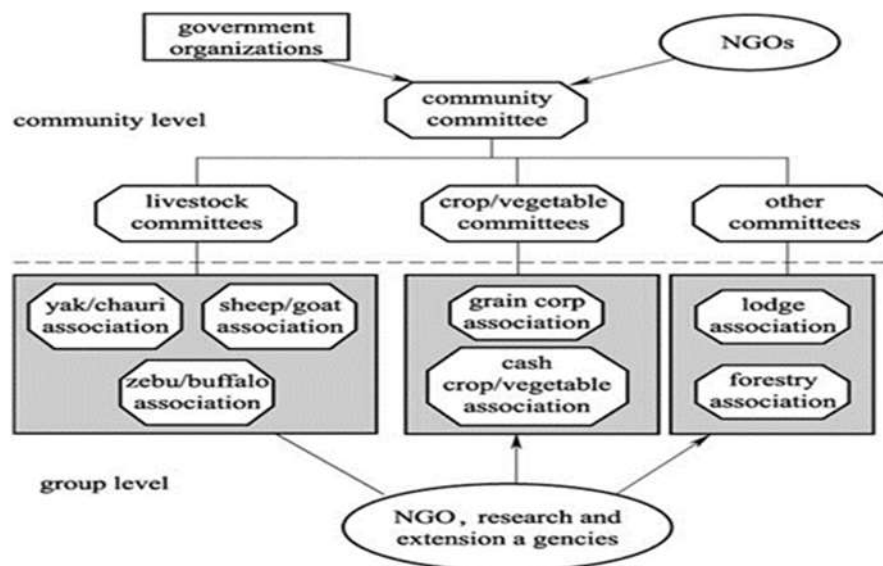 government
organizations
NGOs
community
committee
community level
livestock
committees
crop/vegetable
committees
other
committees
yak/chauri
association
sheep/goat
association
zebu/buffalo
association
grain corp
association
cash
crop/vegetable
association
lodge
association
forestry
association
group level
NGO, research and
extension a gencies